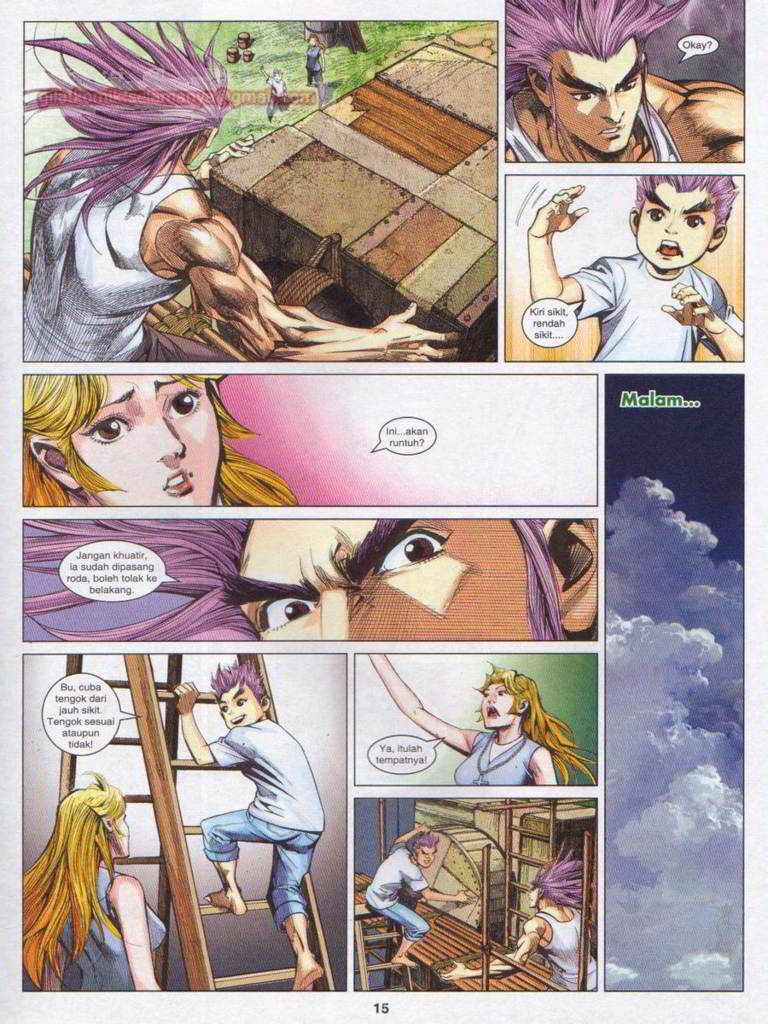 Okay?
Kiri sikit,
rendah
sikit....
Ini...akan
runtuh?
Malam...
Jangan khuatir,
ia sudah dipasang
roda, boleh tolak ke
belakang.
Bu, cuba
tengok dari
jauh sikit.
Tengok sesuai
ataupun
tidak!
Ya, itulah
tempatnya!
15